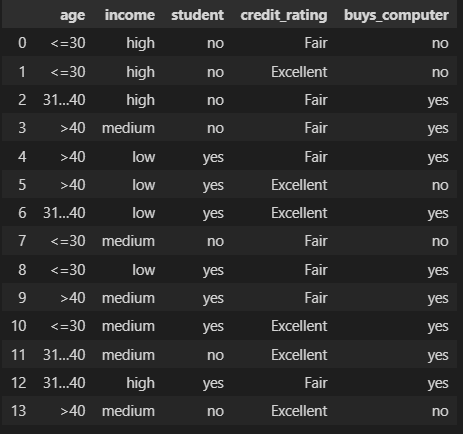 age income student credit_rating buys_computer
0 <=30 high no Fair no
1 <=30 high no Excellent no
2 31...40 high no Fair yes
3 >40 medium no Fair yes
4 >40 low yes Fair yes
5 >40 low yes Excellent no
6 31...40 low yes Excellent yes
7 <=30 medium no Fair no
8 <=30 low yes Fair yes
9 >40 medium yes Fair yes
10 <=30 medium yes Excellent yes
11 31...40 medium no Excellent yes
12 31...40 high yes Fair yes
13 >40 medium no Excellent no